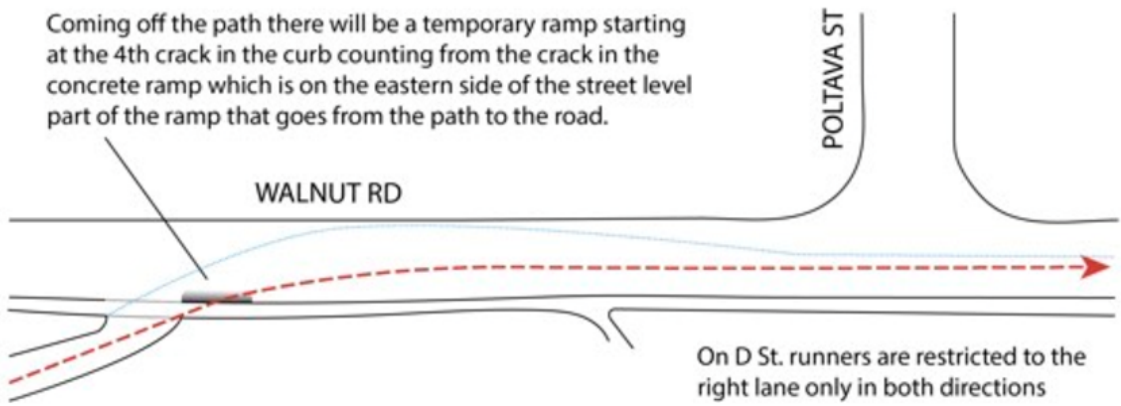 Coming off the path there will be a temporary ramp starting
at the 4th crack in the curb counting from the crack in the
concrete ramp which is on the eastern side of the street level
part of the ramp that goes from the path to the road.
POLTAVA ST
WALNUT RD
On D St. runners are restricted to the
right lane only in both directions